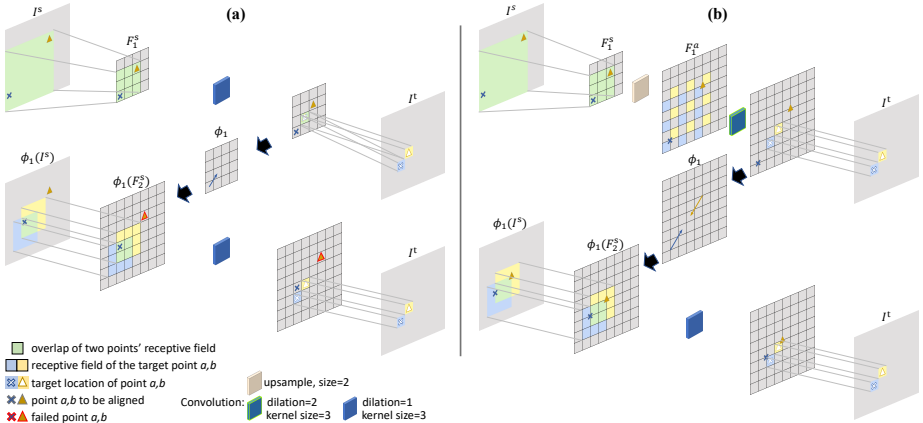 (a)
I^s
F_1^s
I^t
ϕ_1
ϕ_1(I^s)
ϕ_1(F_2^s)
I^t
(b)
I^s
F_1^s
F_1^a
I^t
ϕ_1
ϕ_1(I^s)
ϕ_1(F_2^s)
I^t
overlap of two points' receptive field
receptive field of the target point a,b
target location of point a,b
point a,b to be aligned
failed point a,b
upsample, size=2
Convolution:
dilation=2
kernel size=3
dilation=1
kernel size=3